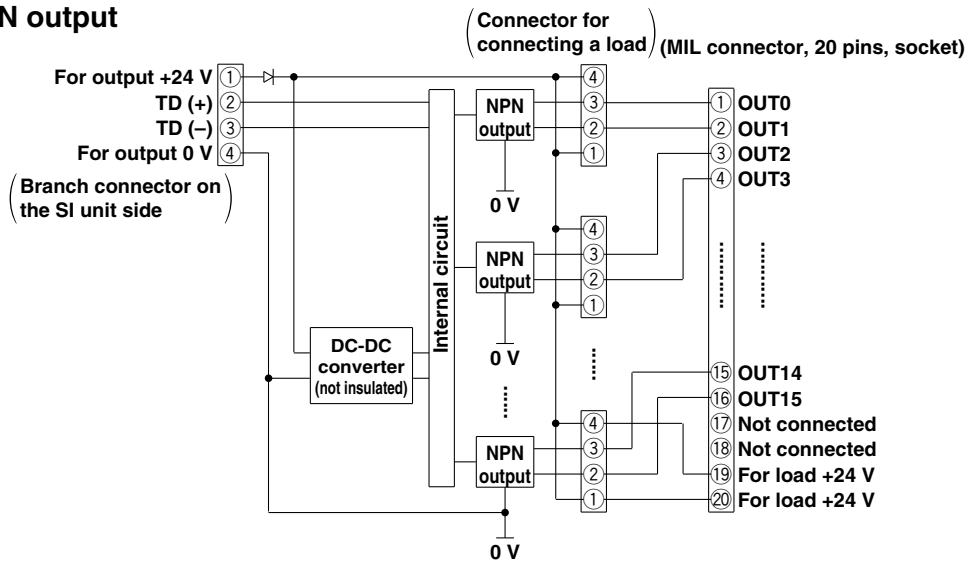 N output
Connector for
connecting a load
(MIL connector, 20 pins, socket)
For output +24 V ①
TD (+) ②
TD (–) ③
For output 0 V ④
(Branch connector on
the SI unit side)
DC-DC
converter
(not insulated)
Internal circuit
NPN
output
0 V
NPN
output
0 V
NPN
output
0 V
④
③
②
①
④
③
②
①
④
③
②
①
① OUT0
② OUT1
③ OUT2
④ OUT3
⑮ OUT14
⑯ OUT15
⑰ Not connected
⑱ Not connected
⑲ For load +24 V
⑳ For load +24 V